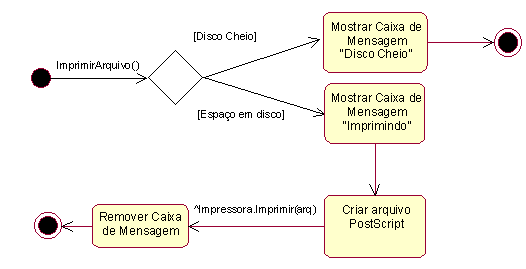 [Disco Cheio]
Mostrar Caixa de
Mensagem
"Disco Cheio"
ImprimirArquivo()
[Espaço em disco]
Mostrar Caixa de
Mensagem
"Imprimindo"
^Impressora.Imprimir(arq)
Criar arquivo
PostScript
Remover Caixa
de Mensagem